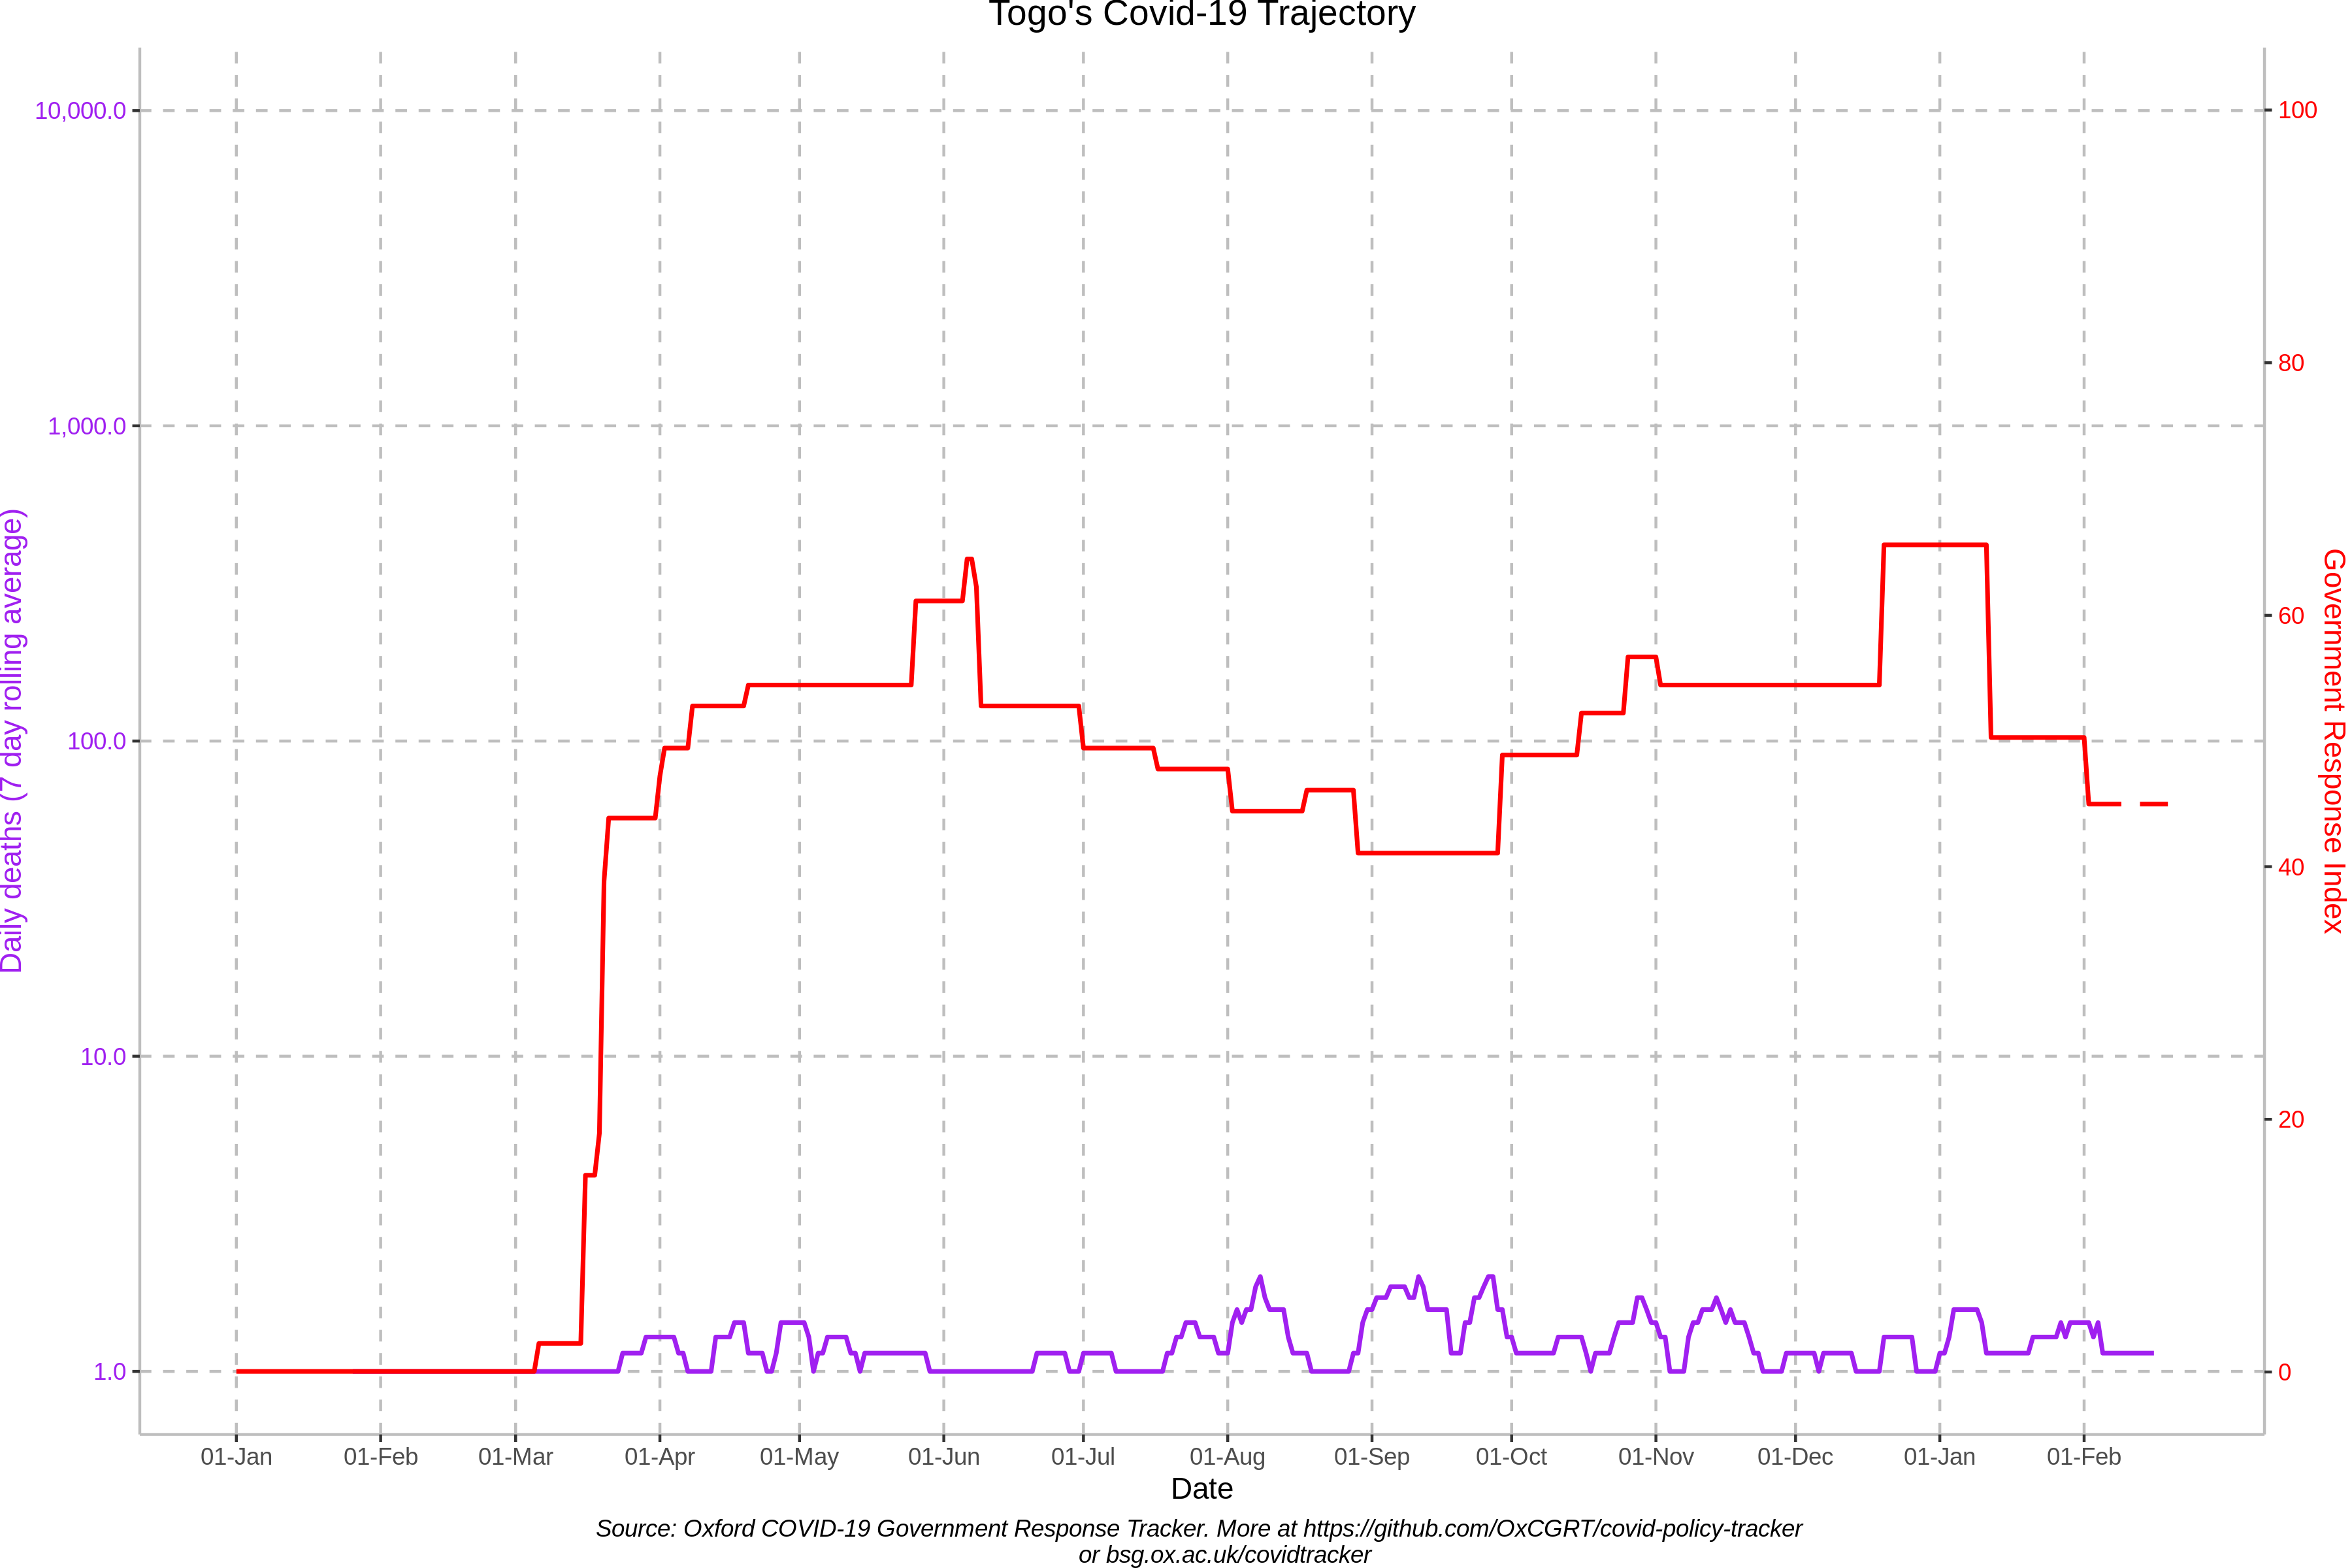 Togo's Covid-19 Trajectory
10,000.0
1,000.0
100.0
10.0
1.0
Daily deaths (7 day rolling average)
100
80
60
40
20
0
Government Response Index
01-Jan 01-Feb 01-Mar 01-Apr 01-May 01-Jun 01-Jul 01-Aug 01-Sep 01-Oct 01-Nov 01-Dec 01-Jan 01-Feb
Date
Source: Oxford COVID-19 Government Response Tracker. More at https://github.com/OxCGRT/covid-policy-tracker
or bsg.ox.ac.uk/covidtracker